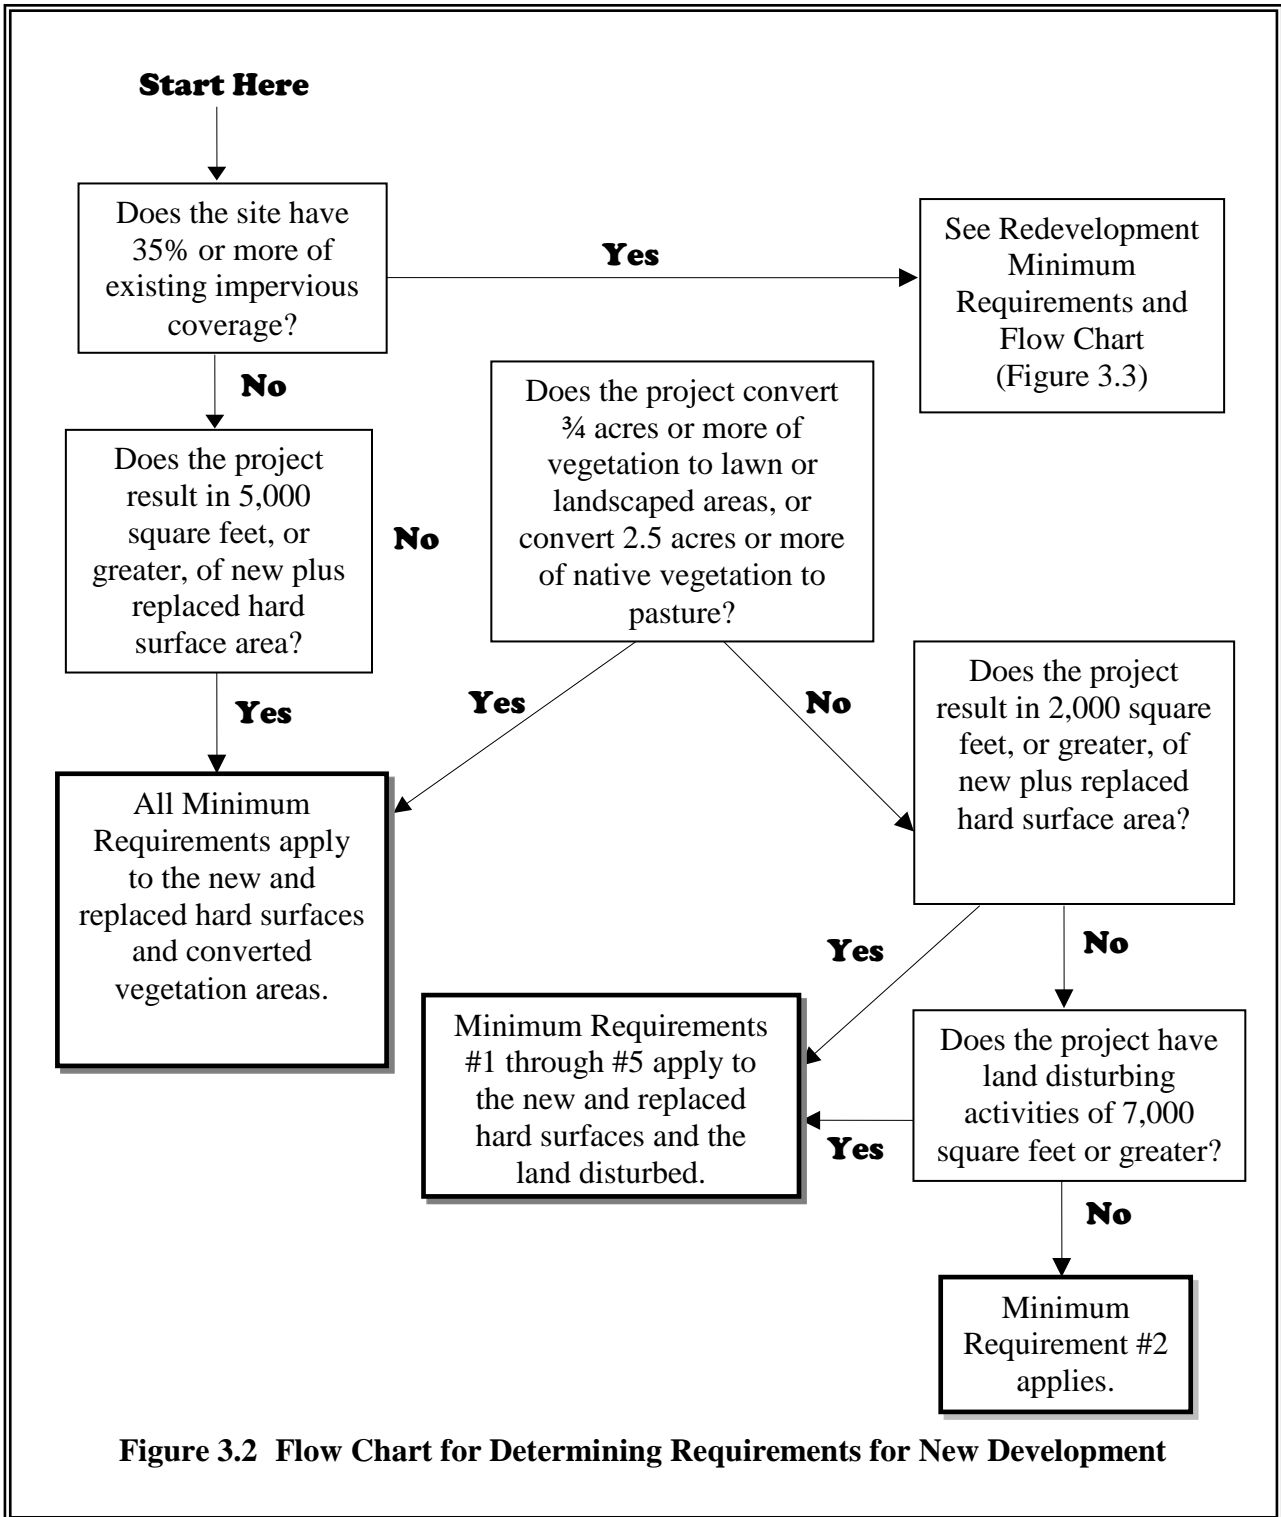 Start Here
Does the site have
35% or more of
existing impervious
coverage?
Yes
See Redevelopment
Minimum
Requirements and
Flow Chart
(Figure 3.3)
No
Does the project
result in 5,000
square feet, or
greater, of new plus
replaced hard
surface area?
No
Does the project convert
¾ acres or more of
vegetation to lawn or
landscaped areas, or
convert 2.5 acres or more
of native vegetation to
pasture?
Yes
Yes
No
Does the project
result in 2,000 square
feet, or greater, of
new plus replaced
hard surface area?
All Minimum
Requirements apply
to the new and
replaced hard surfaces
and converted
vegetation areas.
Yes
No
Minimum Requirements
#1 through #5 apply to
the new and replaced
hard surfaces and the
land disturbed.
Does the project have
land disturbing
activities of 7,000
square feet or greater?
Yes
No
Minimum
Requirement #2
applies.
Figure 3.2 Flow Chart for Determining Requirements for New Development